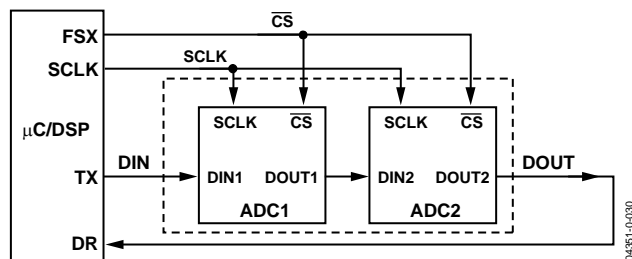 FSX
CS
SCLK
SCLK
μC/DSP
SCLK
CS
SCLK
CS
DIN
TX
DIN1
DOUT1
DIN2
DOUT2
DOUT
ADC1
ADC2
DR
04351-0-030